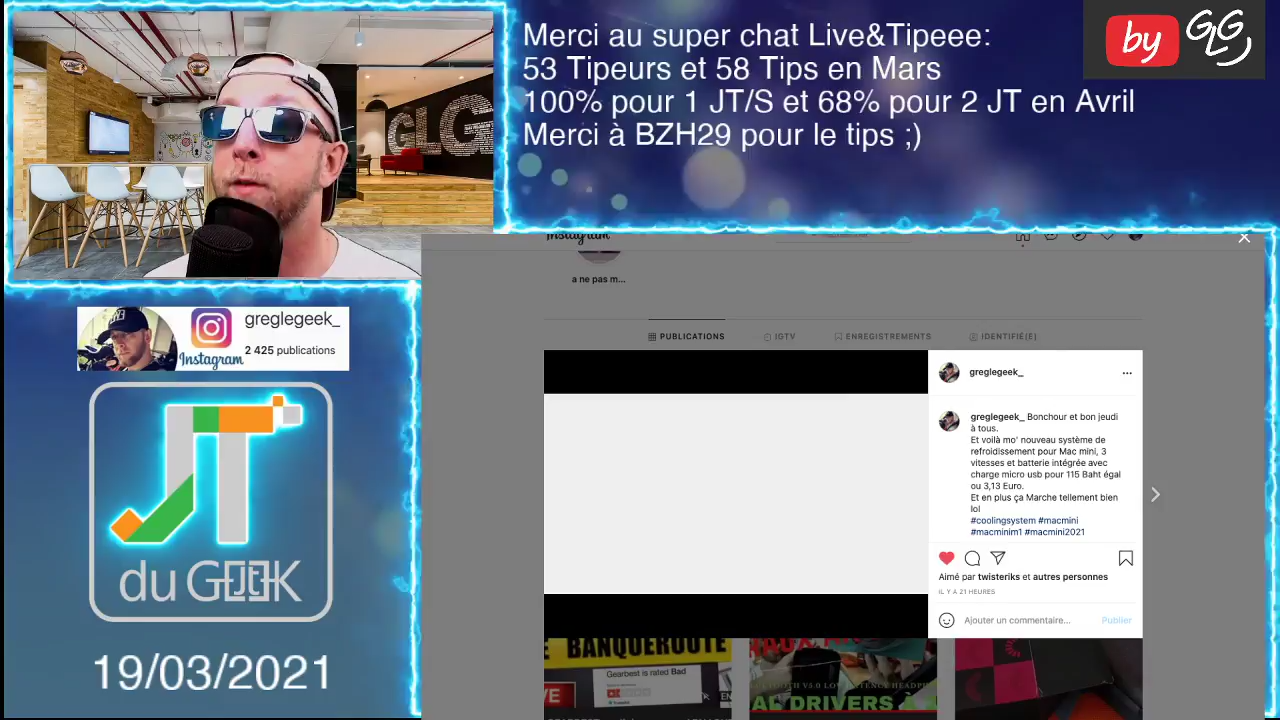 Merci au super chat Live&Tipeee:
53 Tipeurs et 58 Tips en Mars
100% pour 1 JT/S et 68% pour 2 JT en Avril
Merci à BZH29 pour le tips ;)
by GLG
GLG
greglegeek_
2 425 publications
Instagram
JT
du GEEK
19/03/2021
Instagram
a ne pas m...
PUBLICATIONS
IGTV
ENREGISTREMENTS
IDENTIFIÉ(E)
greglegeek_
greglegeek_ Bonchour et bon jeudi
à tous.
Et voilà mo' nouveau système de
refroidissement pour Mac mini, 3
vitesses et batterie intégrée avec
charge micro usb pour 115 Baht égal
ou 3,13 Euro.
Et en plus ça Marche tellement bien
lol
#coolingsystem #macmini
#macminim1 #macmini2021
Aimé par twisteriks et autres personnes
IL Y A 21 HEURES
Ajouter un commentaire...
Publier
BANQUEROUTE
Gearbest is rated Bad